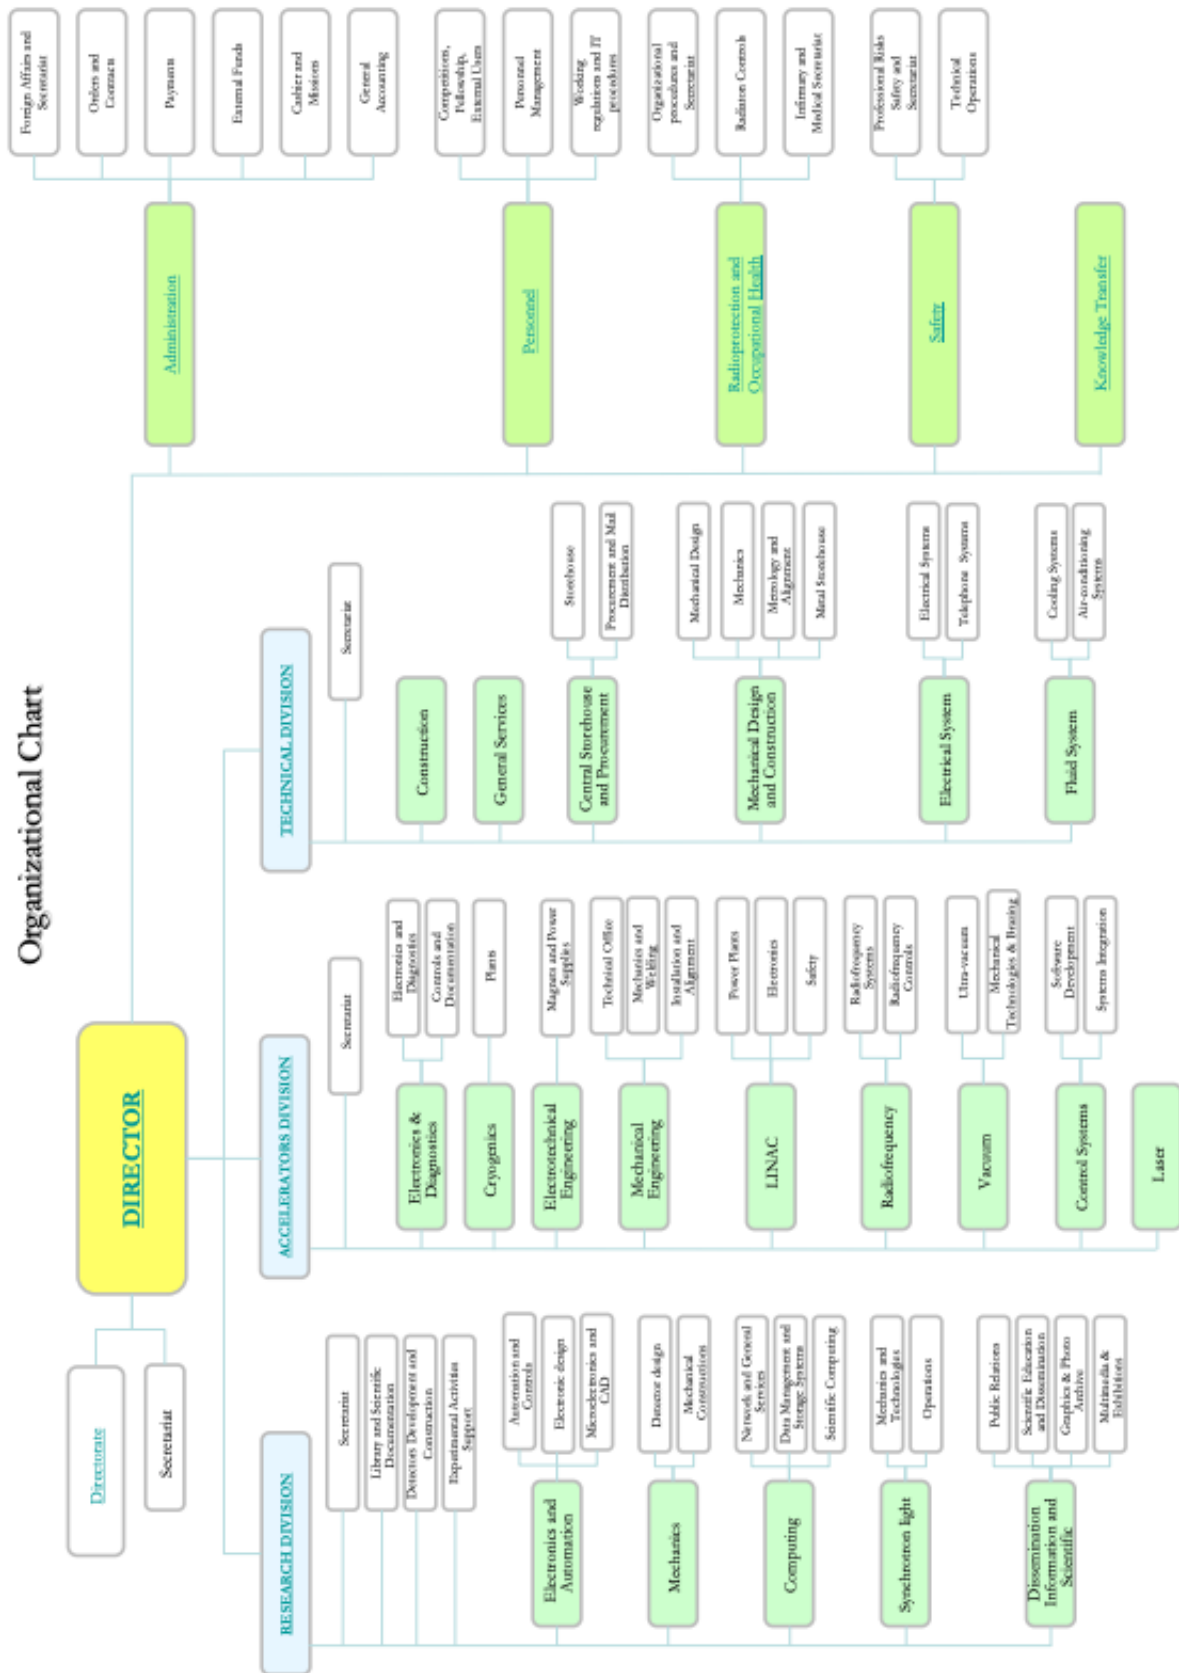 Organizational Chart
DIRECTOR
Directorate
Secretariat
RESEARCH DIVISION
Secretariat
Library and Scientific
Documentation
Detectors Development and
Construction
Experimental Activities
Support
Electronics and
Automation
Automation and
Controls
Electronic design
Microelectronics and
CAD
Mechanics
Detector design
Mechanical
Constructions
Computing
Network and General
Services
Data Management and
Storage Systems
Scientific Computing
Synchrotron light
Mechanics and
Technologies
Operations
Dissemination
Information and
Scientific
Public Relations
Scientific Education
and Dissemination
Graphics & Photo
Archive
Multimedia &
Exhibitions
ACCELERATORS DIVISION
Secretariat
Electronics &
Diagnostics
Electronics and
Diagnostics
Controls and
Documentation
Cryogenics
Plants
Electrotechnical
Engineering
Magnets and Power
Supplies
Mechanical
Engineering
Technical Office
Mechanics and
Welding
Installation and
Alignment
LINAC
Power Plants
Electronics
Safety
Radiofrequency
Radiofrequency
Systems
Radiofrequency
Controls
Vacuum
Ultra-vacuum
Mechanical
Technologies & Brazing
Control Systems
Software
Development
Systems Integration
Laser
TECHNICAL DIVISION
Secretariat
Construction
General Services
Central Storehouse
and Procurement
Storehouse
Procurement and Mail
Distribution
Mechanical Design
and Construction
Mechanical Design
Mechanics
Metrology and
Alignment
Metal Storehouse
Electrical System
Electrical Systems
Telephone Systems
Fluid System
Cooling Systems
Air-conditioning
Systems
Administration
Foreign Affairs and
Secretariat
Orders and
Contracts
Payments
External Funds
Cashier and
Missions
General
Accounting
Personnel
Competitions,
Fellowship,
External Users
Personnel
Management
Working
regulations and IT
procedures
Radioprotection and
Occupational Health
Organizational
procedures and
Secretariat
Radiaton Controls
Infirmary and
Medical Secretariat
Safety
Professional Risks
Safety and
Secretariat
Technical
Operations
Knowledge Transfer